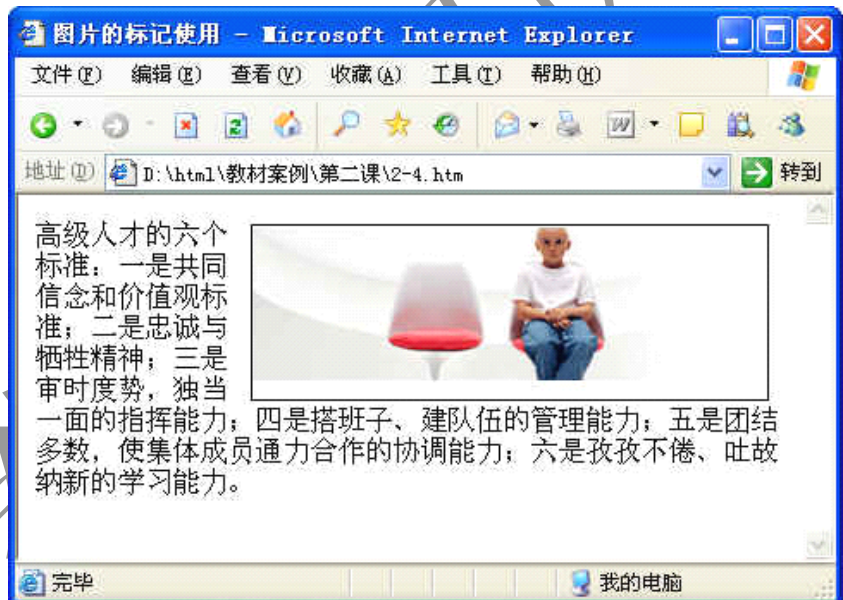 图片的标记使用 - Microsoft Internet Explorer
文件(F) 编辑(E) 查看(V) 收藏(A) 工具(T) 帮助(H)
地址(D) D:\html\教材案例\第二课\2-4.htm 转到
高级人才的六个
标准：一是共同
信念和价值观标
准；二是忠诚与
牺牲精神；三是
审时度势，独当
一面的指挥能力；四是搭班子、建队伍的管理能力；五是团结
多数，使集体成员通力合作的协调能力；六是孜孜不倦、吐故
纳新的学习能力。
完毕 我的电脑